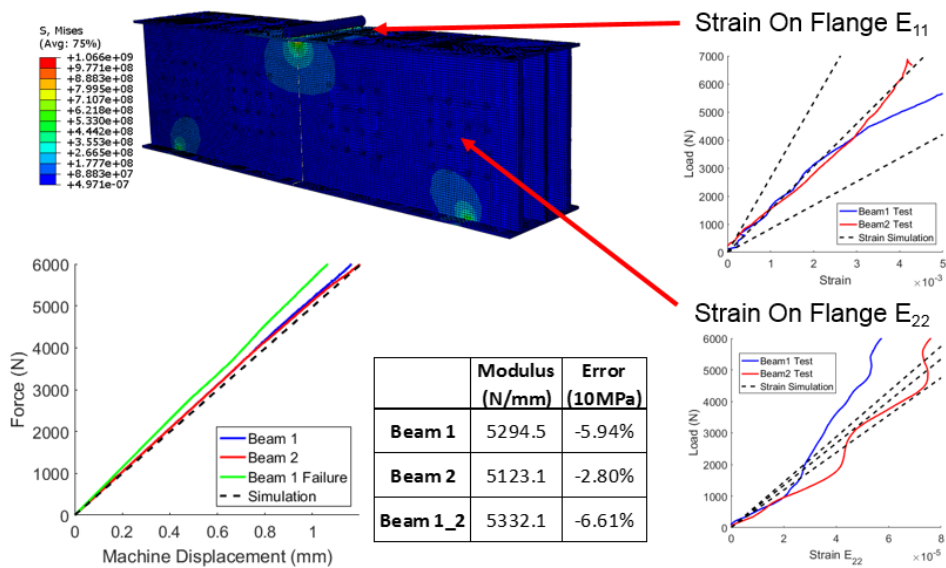 S, Mises
(Avg: 75%)
+1.066e+09
+9.771e+08
+8.883e+08
+7.995e+08
+7.107e+08
+6.218e+08
+5.330e+08
+4.442e+08
+3.553e+08
+2.665e+08
+1.777e+08
+8.883e+07
+4.971e-07
Strain On Flange E11
7000
6000
5000
4000
3000
2000
1000
0
Load (N)
Beam1 Test
Beam2 Test
Strain Simulation
0 1 2 3 4 5
Strain
×10-3
6000
5000
4000
3000
2000
1000
0
Force (N)
Beam 1
Beam 2
Beam 1 Failure
Simulation
0 0.2 0.4 0.6 0.8 1
Machine Displacement (mm)
Modulus Error
(N/mm) (10MPa)
Beam 1 5294.5 -5.94%
Beam 2 5123.1 -2.80%
Beam 1_2 5332.1 -6.61%
Strain On Flange E22
6000
5000
4000
3000
2000
1000
0
Load (N)
Beam1 Test
Beam2 Test
Strain Simulation
0 2 4 6 8
Strain E22
×10-5